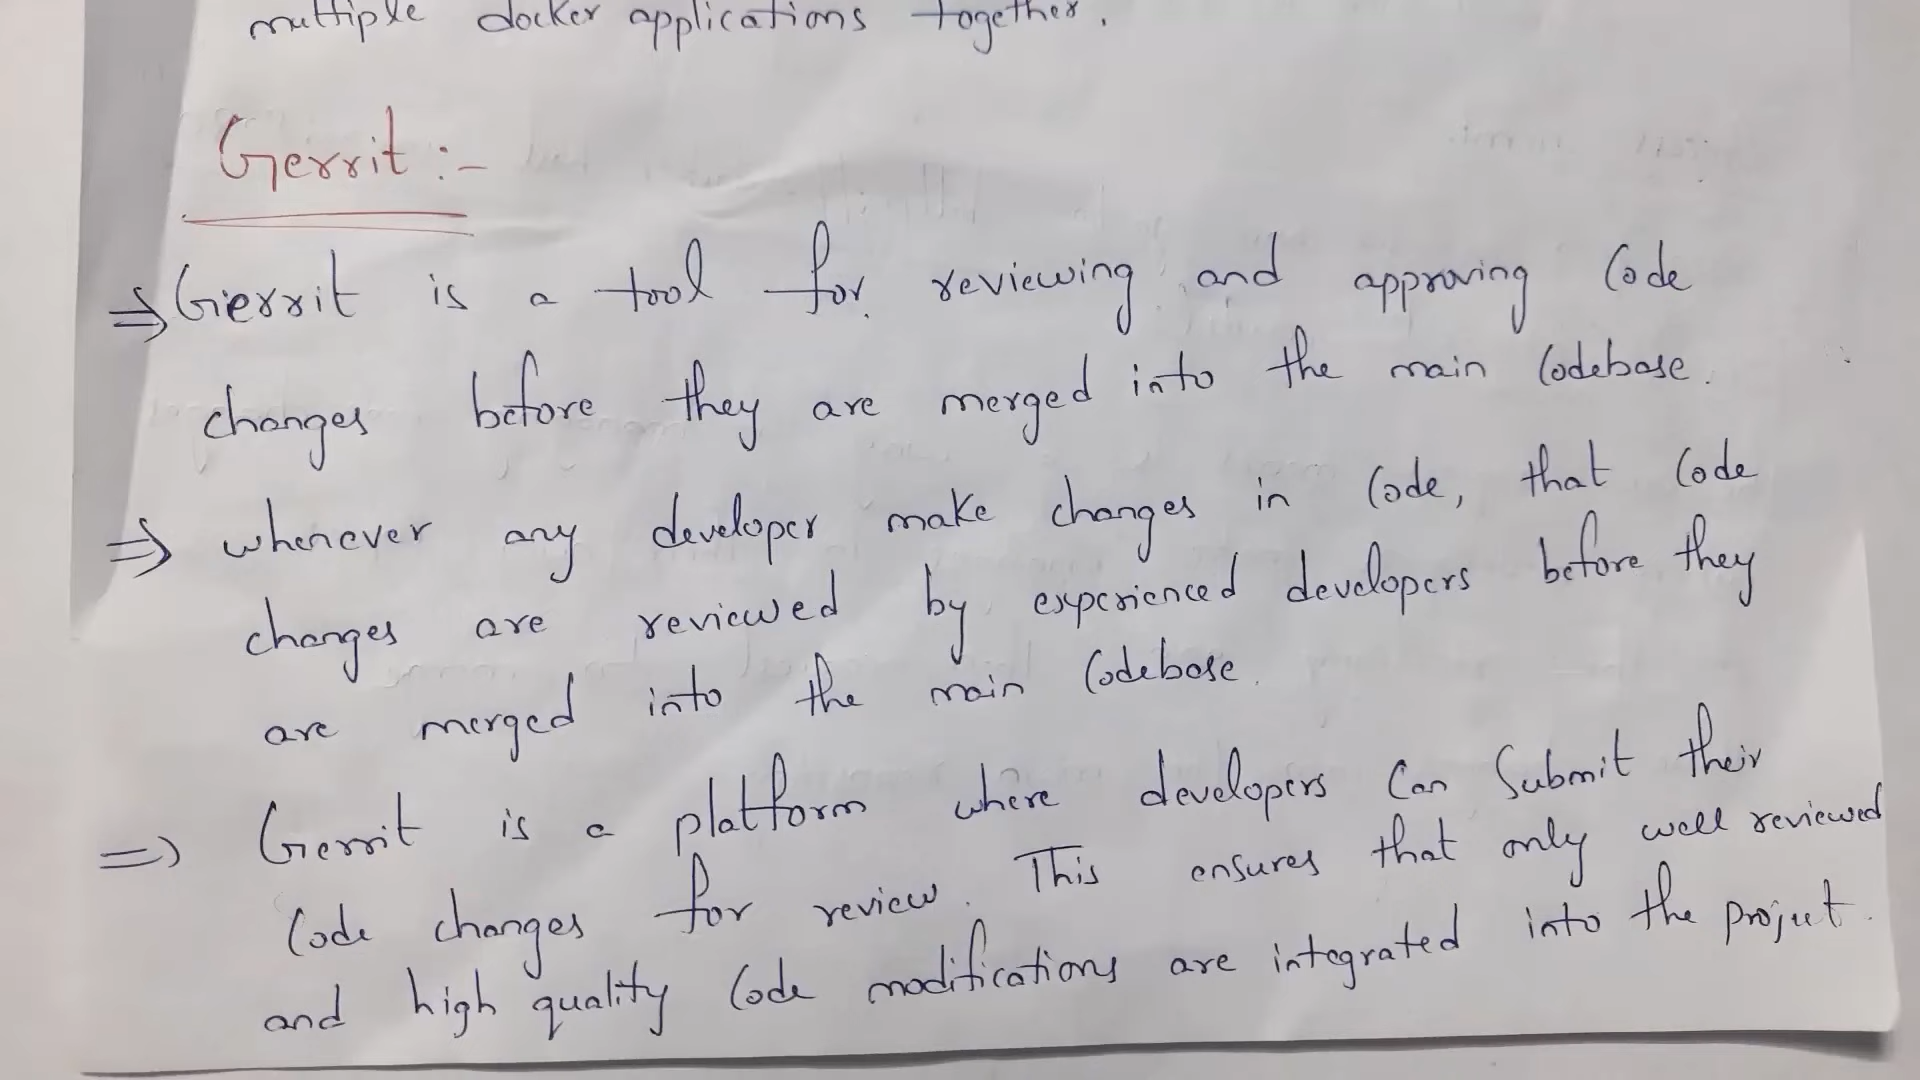 multiple docker applications together.
Gerrit :-
⇒ Gerrit is a tool for reviewing and approving Code
changes before they are merged into the main Codebase.
⇒ whenever any developer make changes in Code, that Code
changes are reviewed by experienced developers before they
are merged into the main Codebase.
⇒ Gerrit is a platform where developers Can Submit their
Code changes for review. This ensures that only well reviewed
and high quality Code modifications are integrated into the project.